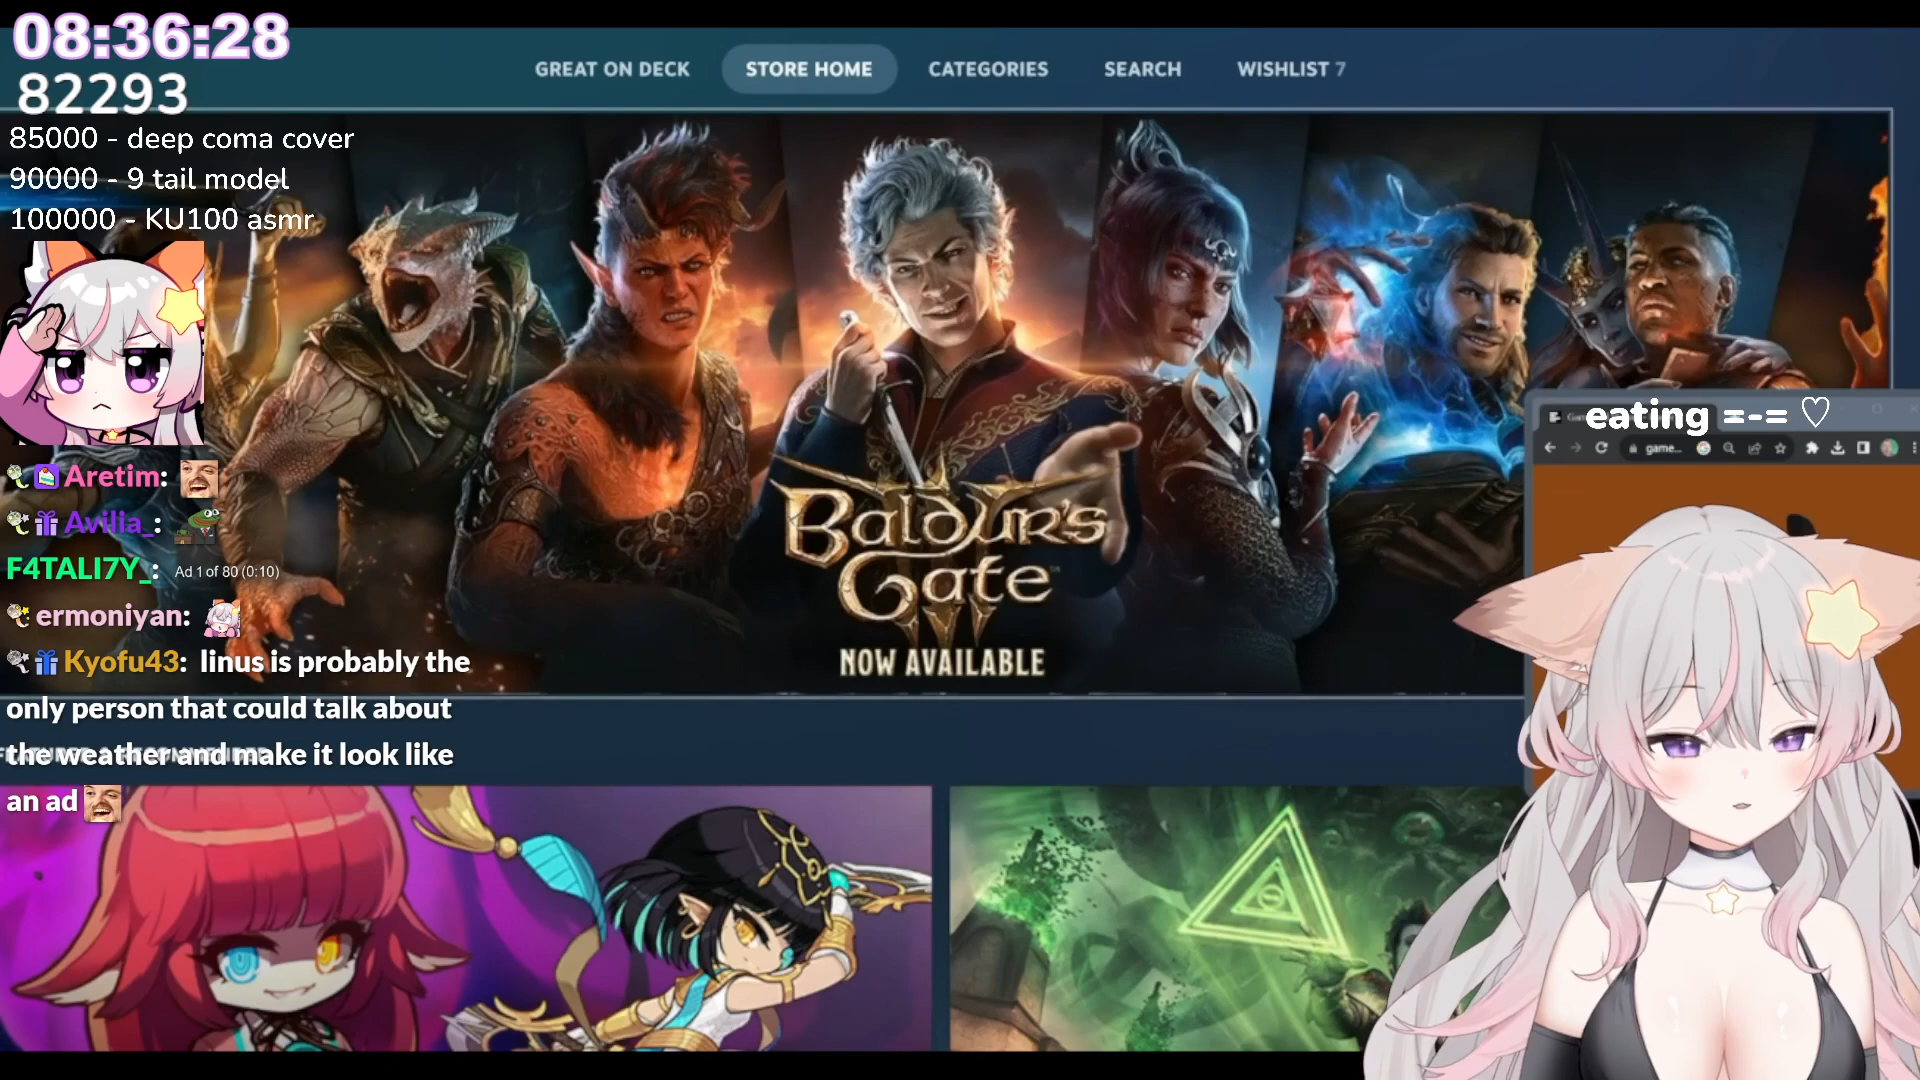 08:36:28
82293
85000 - deep coma cover
90000 - 9 tail model
100000 - KU100 asmr
GREAT ON DECK
STORE HOME
CATEGORIES
SEARCH
WISHLIST 7
BALDUR'S
GATE
III
NOW AVAILABLE
eating =-= ♡
game...
Aretim:
Avilia_:
F4TALI7Y_: Ad 1 of 80 (0:10)
ermoniyan:
Kyofu43: linus is probably the
only person that could talk about
the weather and make it look like
an ad